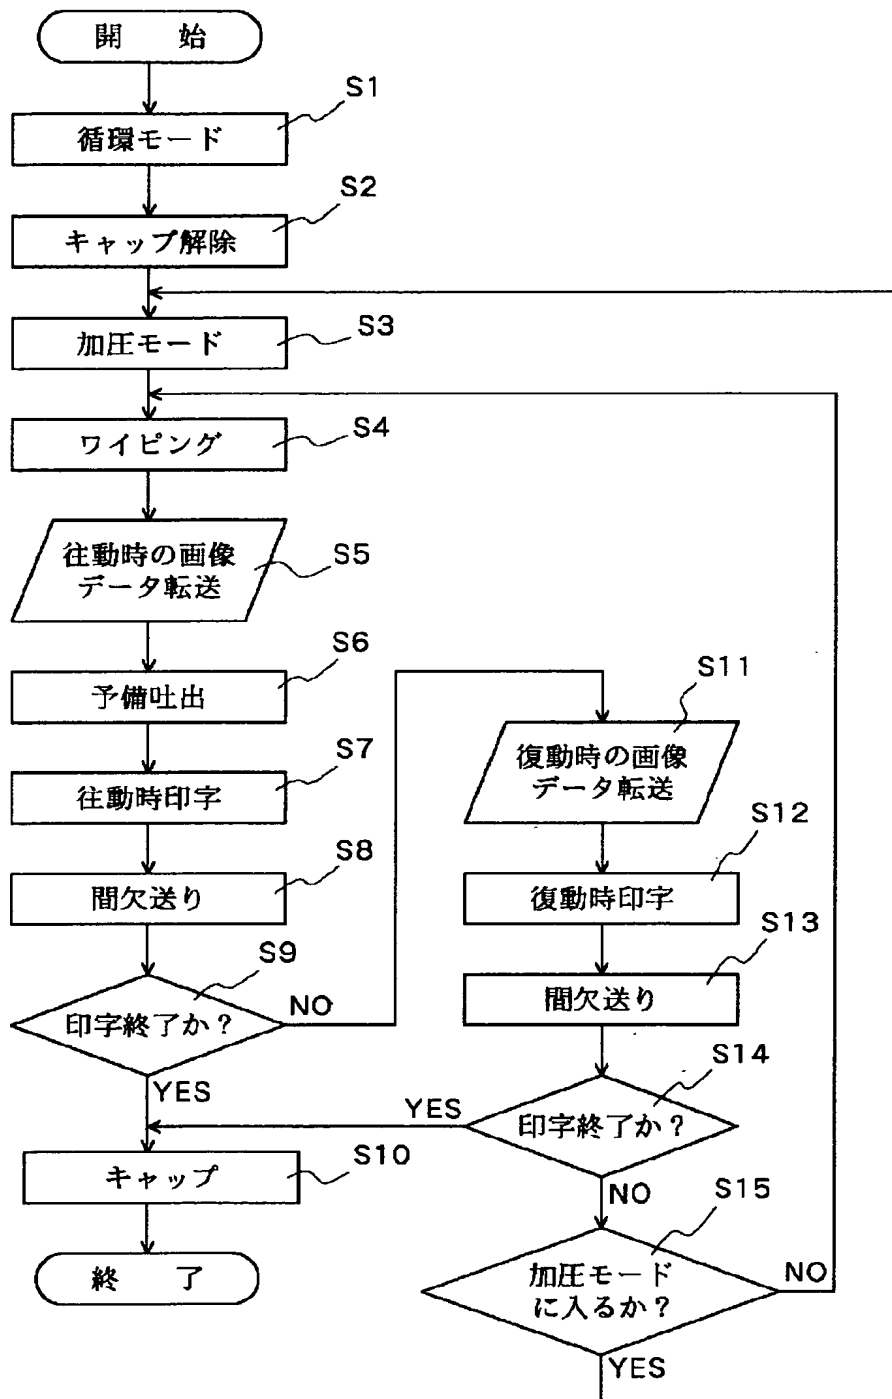 開 始
S1
循環モード
S2
キャップ解除
S3
加圧モード
S4
ワイピング
S5
往動時の画像
データ転送
S6
予備吐出
S7
往動時印字
S8
間欠送り
S9
印字終了か?
NO
YES
S10
キャップ
終 了
S11
復動時の画像
データ転送
S12
復動時印字
S13
間欠送り
S14
印字終了か?
YES
NO
S15
加圧モード
に入るか?
NO
YES